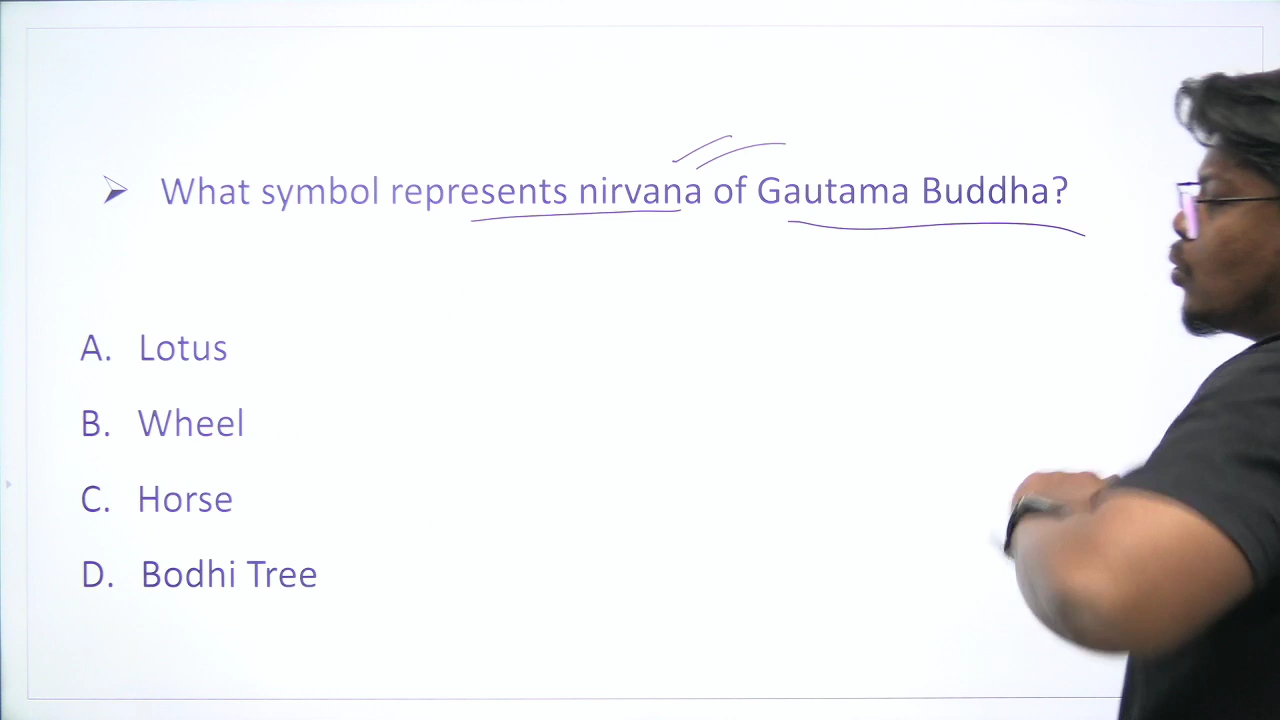 What symbol represents nirvana of Gautama Buddha?
A. Lotus
B. Wheel
C. Horse
D. Bodhi Tree